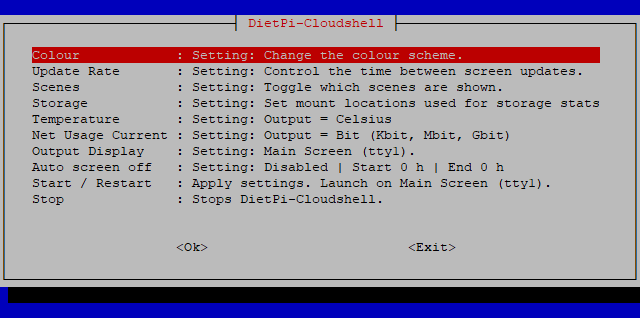 DietPi-Cloudshell
Colour : Setting: Change the colour scheme.
Update Rate : Setting: Control the time between screen updates.
Scenes : Setting: Toggle which scenes are shown.
Storage : Setting: Set mount locations used for storage stats
Temperature : Setting: Output = Celsius
Net Usage Current : Setting: Output = Bit (Kbit, Mbit, Gbit)
Output Display : Setting: Main Screen (tty1).
Auto screen off : Setting: Disabled | Start 0 h | End 0 h
Start / Restart : Apply settings. Launch on Main Screen (tty1).
Stop : Stops DietPi-Cloudshell.
<Ok> <Exit>